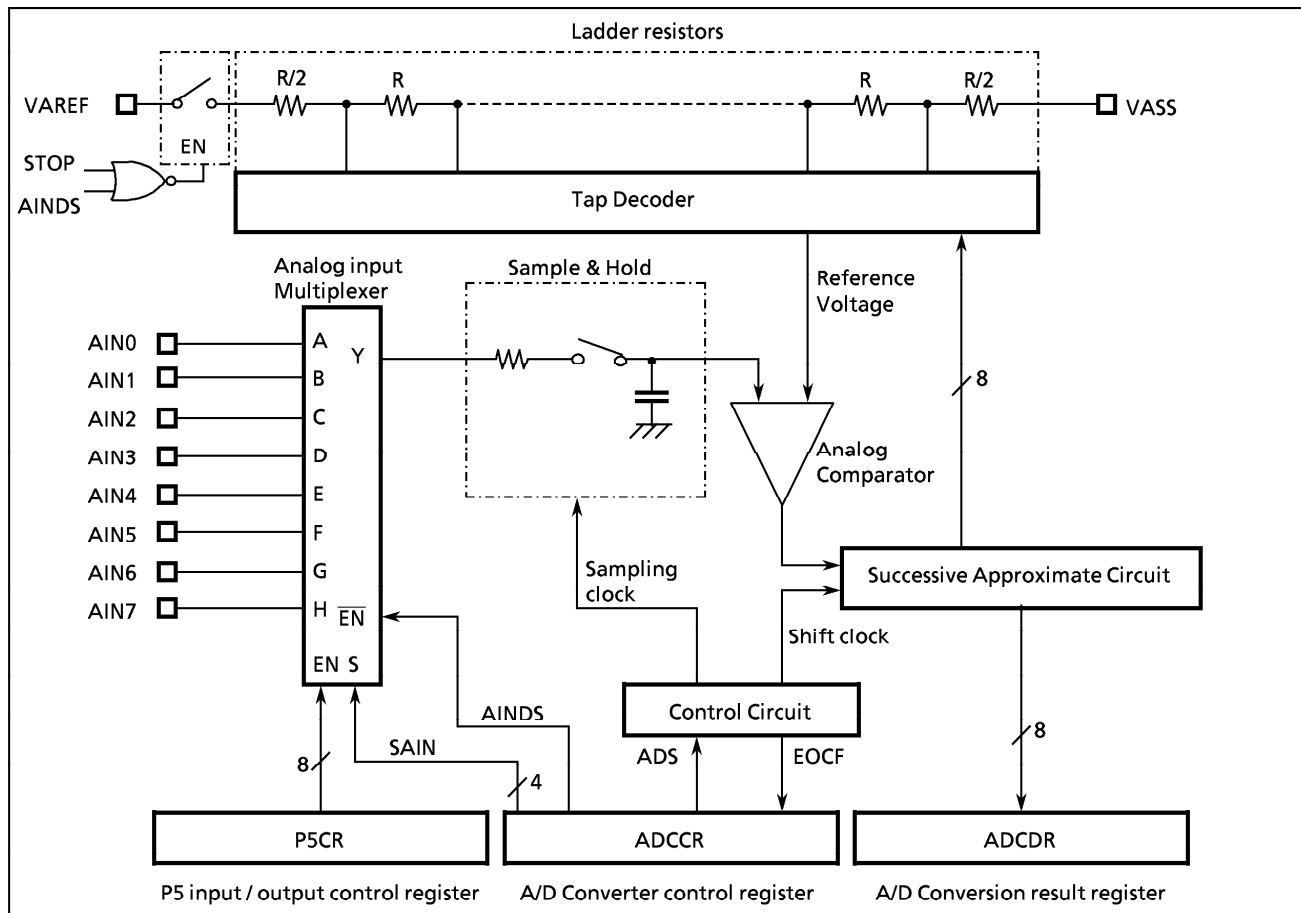 Ladder resistors
R/2
R
R
R/2
VAREF
VASS
EN
STOP
AINDS
Tap Decoder
Analog input
Multiplexer
Sample & Hold
Reference
Voltage
AIN0
A
Y
AIN1
B
8
AIN2
C
AIN3
D
Analog
Comparator
AIN4
E
AIN5
F
AIN6
G
Sampling
clock
Successive Approximate Circuit
AIN7
H
EN
Shift clock
EN S
AINDS
Control Circuit
SAIN
ADS
EOCF
8
8
4
P5CR
ADCCR
ADCDR
P5 input / output control register
A/D Converter control register
A/D Conversion result register